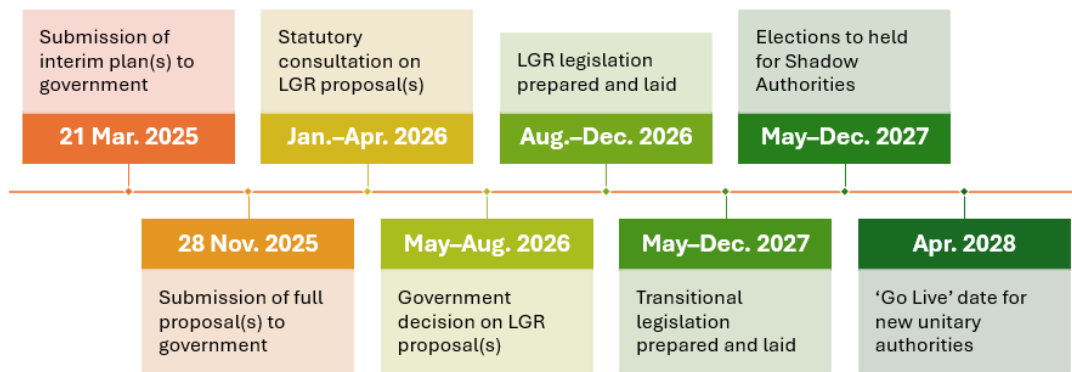 Submission of
interim plan(s) to
government
21 Mar. 2025
28 Nov. 2025
Submission of full
proposal(s) to
government
Statutory
consultation on
LGR proposal(s)
Jan.–Apr. 2026
May–Aug. 2026
Government
decision on LGR
proposal(s)
LGR legislation
prepared and laid
Aug.–Dec. 2026
May–Dec. 2027
Transitional
legislation
prepared and laid
Elections to held
for Shadow
Authorities
May–Dec. 2027
Apr. 2028
‘Go Live’ date for
new unitary
authorities